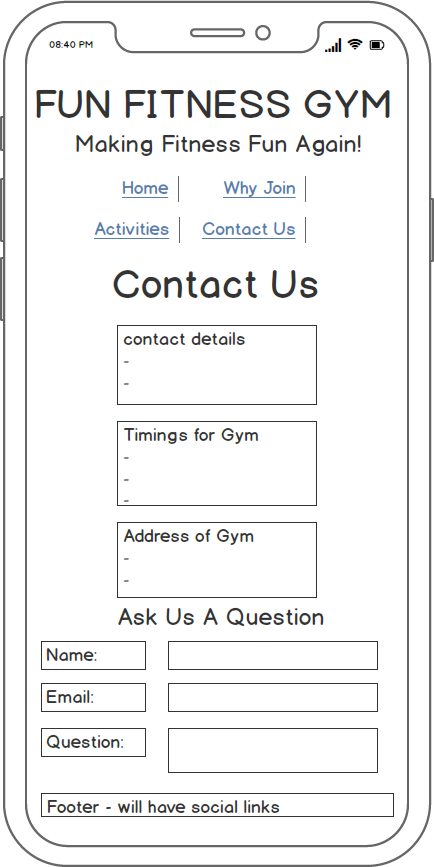 08:40 PM
FUN FITNESS GYM
Making Fitness Fun Again!
Home Why Join
Activities Contact Us
Contact Us
contact details
-
-
Timings for Gym
-
-
-
Address of Gym
-
-
Ask Us A Question
Name:
Email:
Question:
Footer - will have social links